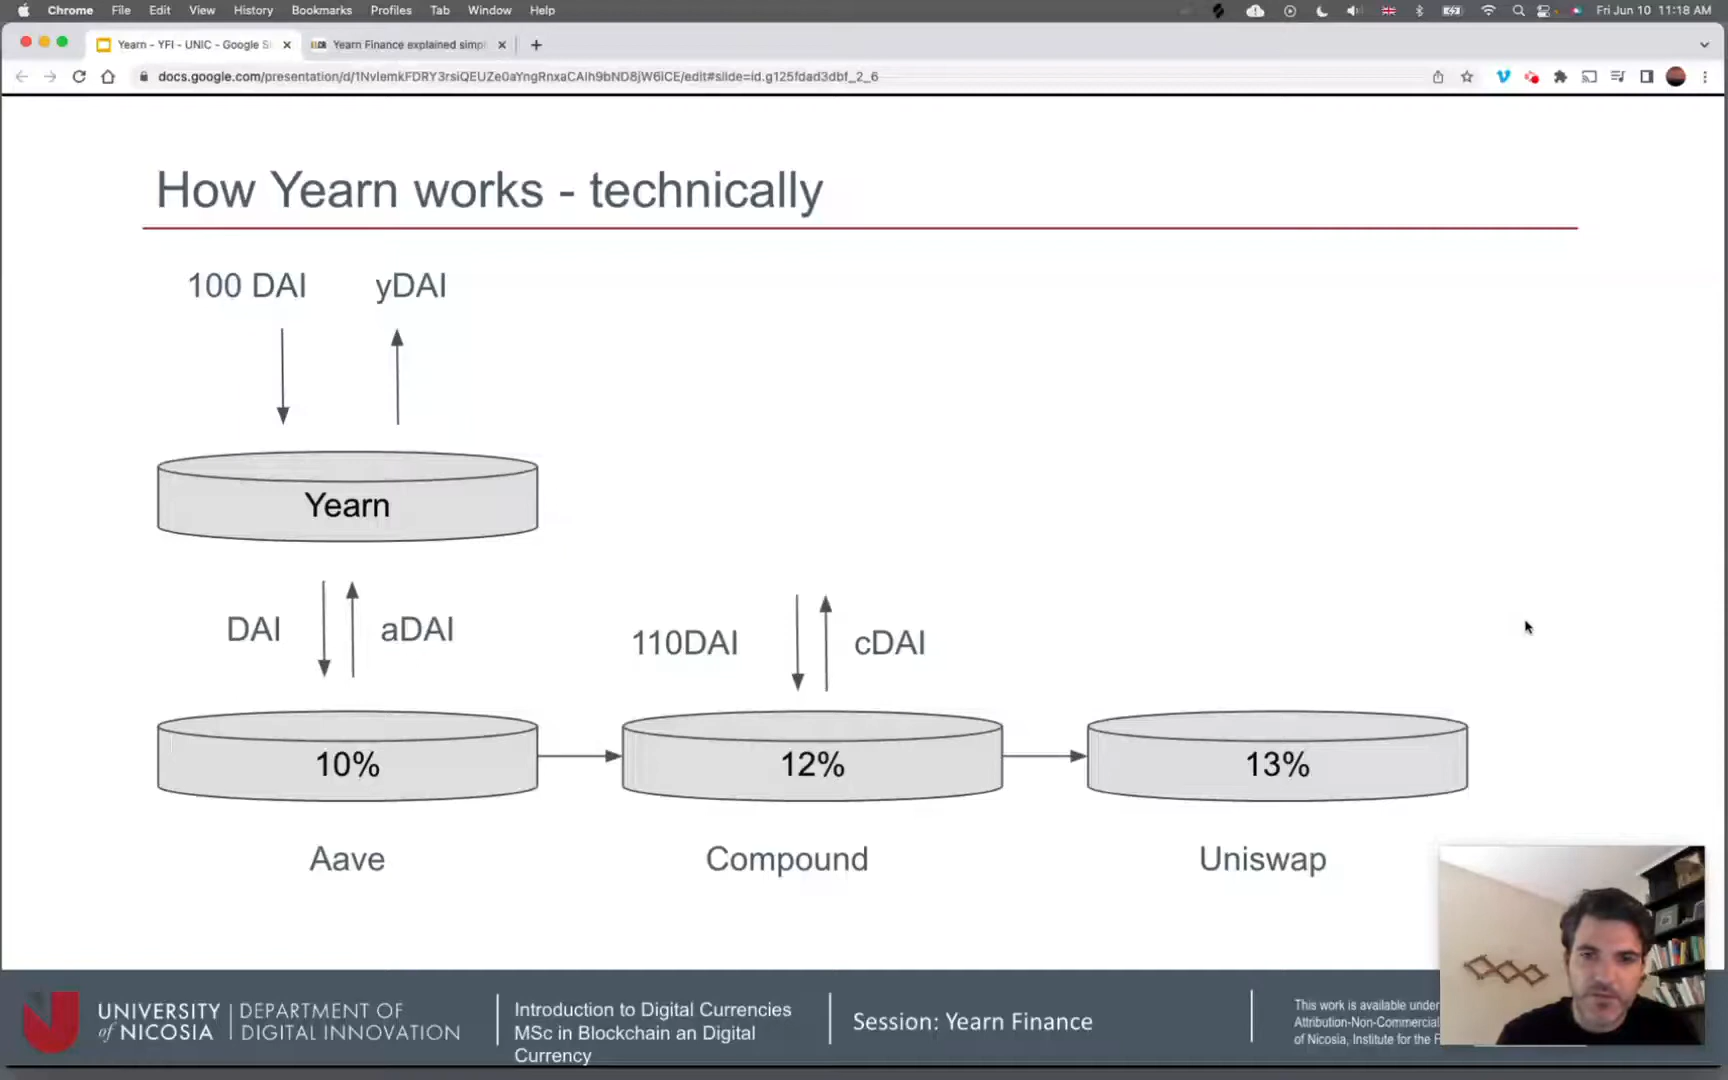 Chrome File Edit View History Bookmarks Profiles Tab Window Help Fri Jun 10 11:18 AM
Yearn - YFI - UNIC - Google Sl Yearn Finance explained simpl
docs.google.com/presentation/d/1NvlemkFDRY3rsiQEUZe0aYngRnxaCAIh9bND8jW6lCE/edit#slide=id.g125fdad3dbf_2_6
How Yearn works - technically
100 DAI yDAI
Yearn
DAI aDAI 110DAI cDAI
10% 12% 13%
Aave Compound Uniswap
UNIVERSITY of NICOSIA
DEPARTMENT OF DIGITAL INNOVATION
Introduction to Digital Currencies
MSc in Blockchain an Digital
Currency
Session: Yearn Finance
This work is available under
Attribution-Non-Commercial
of Nicosia, Institute for the F